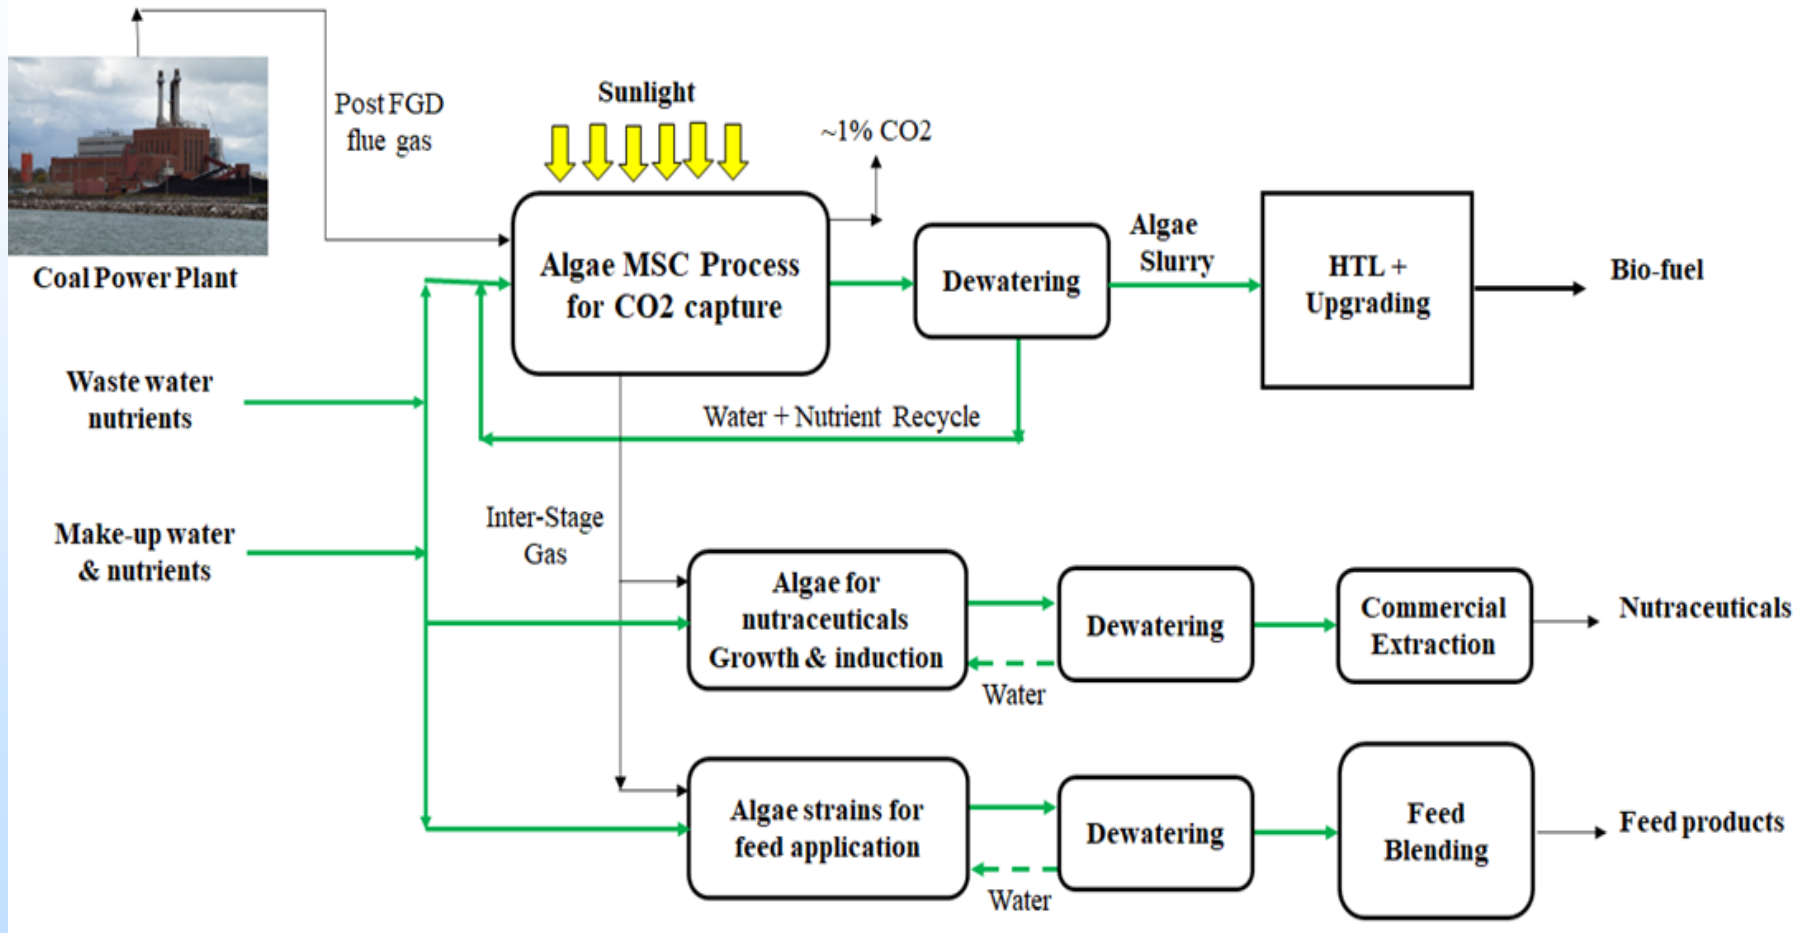 Post FGD
flue gas
Sunlight
~1% CO2
Coal Power Plant
Algae MSC Process
for CO2 capture
Dewatering
Algae
Slurry
HTL +
Upgrading
Bio-fuel
Waste water
nutrients
Water + Nutrient Recycle
Make-up water
& nutrients
Inter-Stage
Gas
Algae for
nutraceuticals
Growth & induction
Dewatering
Water
Commercial
Extraction
Nutraceuticals
Algae strains for
feed application
Dewatering
Water
Feed
Blending
Feed products